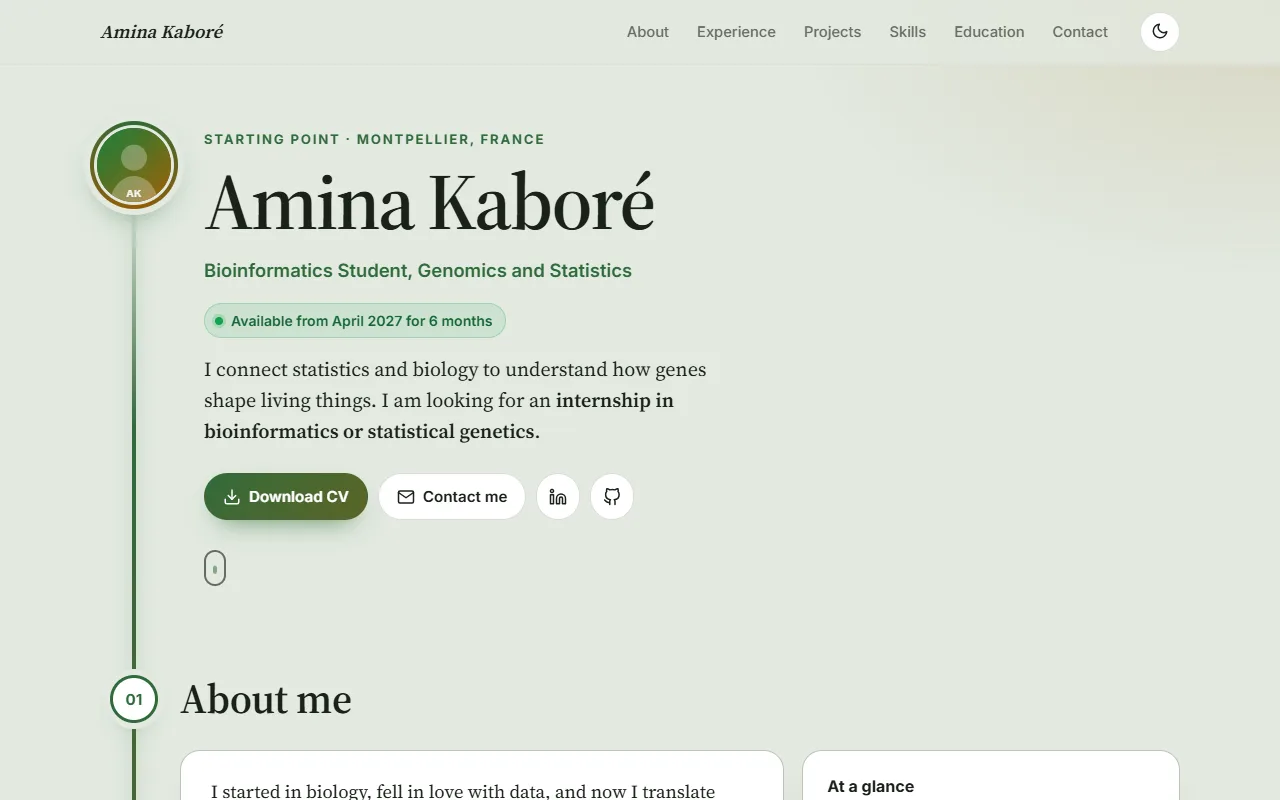 Amina Kaboré
About
Experience
Projects
Skills
Education
Contact
AK
STARTING POINT · MONTPELLIER, FRANCE
Amina Kaboré
Bioinformatics Student, Genomics and Statistics
Available from April 2027 for 6 months
I connect statistics and biology to understand how genes
shape living things. I am looking for an internship in
bioinformatics or statistical genetics.
Download CV
Contact me
01
About me
I started in biology, fell in love with data, and now I translate
At a glance